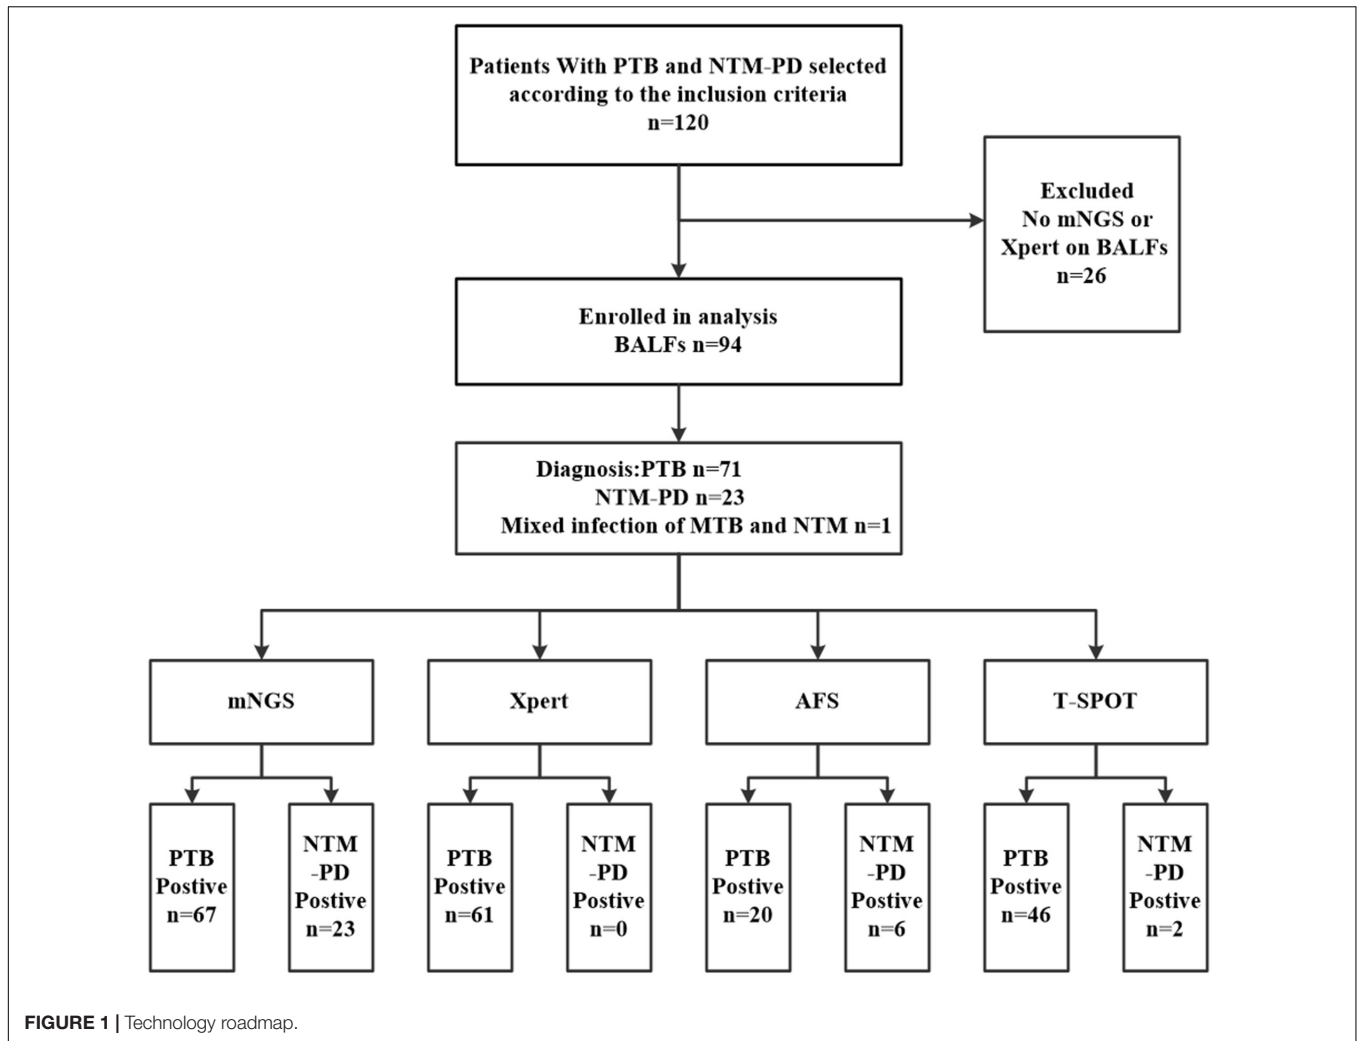 Patients With PTB and NTM-PD selected
according to the inclusion criteria
n=120
Excluded
No mNGS or
Xpert on BALFs
n=26
Enrolled in analysis
BALFs n=94
Diagnosis:PTB n=71
NTM-PD n=23
Mixed infection of MTB and NTM n=1
mNGS
Xpert
AFS
T-SPOT
PTB
Postive
n=67
NTM
-PD
Postive
n=23
PTB
Postive
n=61
NTM
-PD
Postive
n=0
PTB
Postive
n=20
NTM
-PD
Postive
n=6
PTB
Postive
n=46
NTM
-PD
Postive
n=2
FIGURE 1 | Technology roadmap.